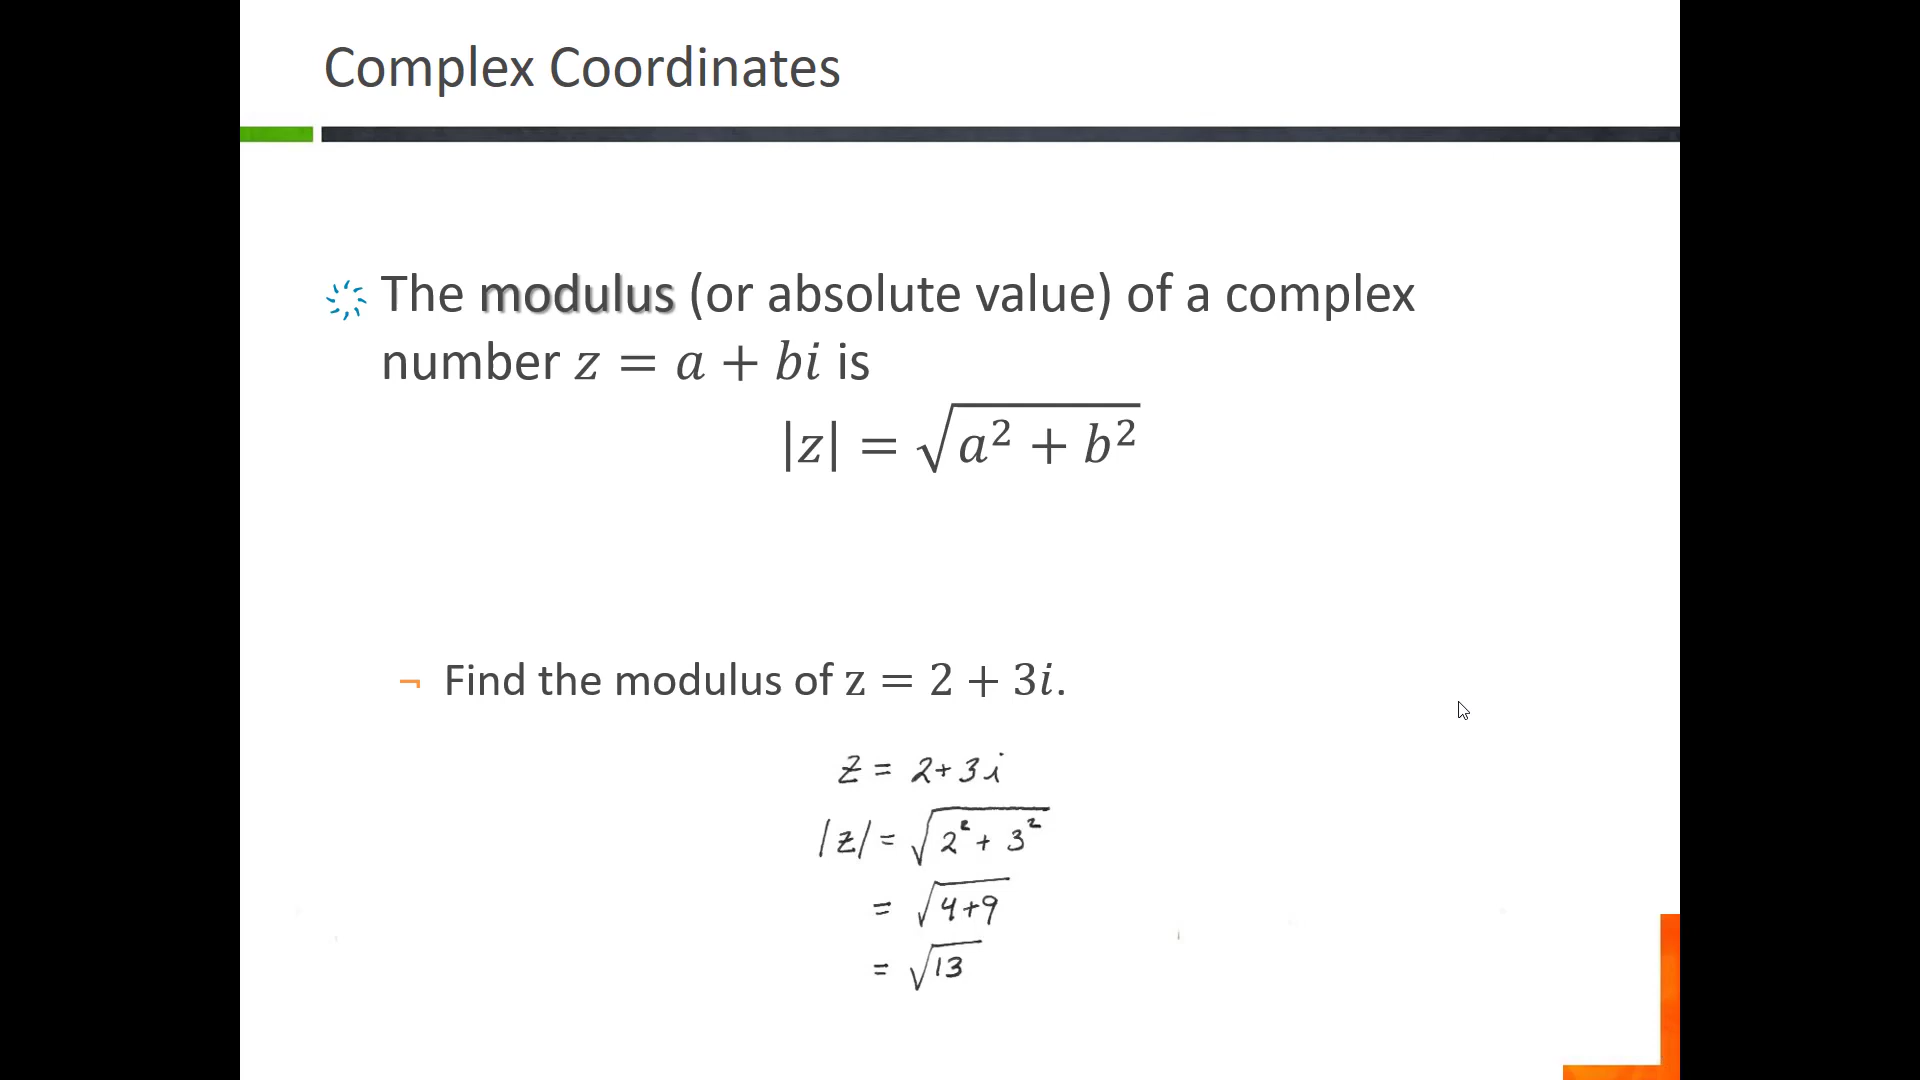 Complex Coordinates
The modulus (or absolute value) of a complex
number z = a + bi is
|z| = √(a² + b²)
Find the modulus of z = 2 + 3i.
z = 2+3i
|z| = √(2² + 3²)
= √(4+9)
= √13